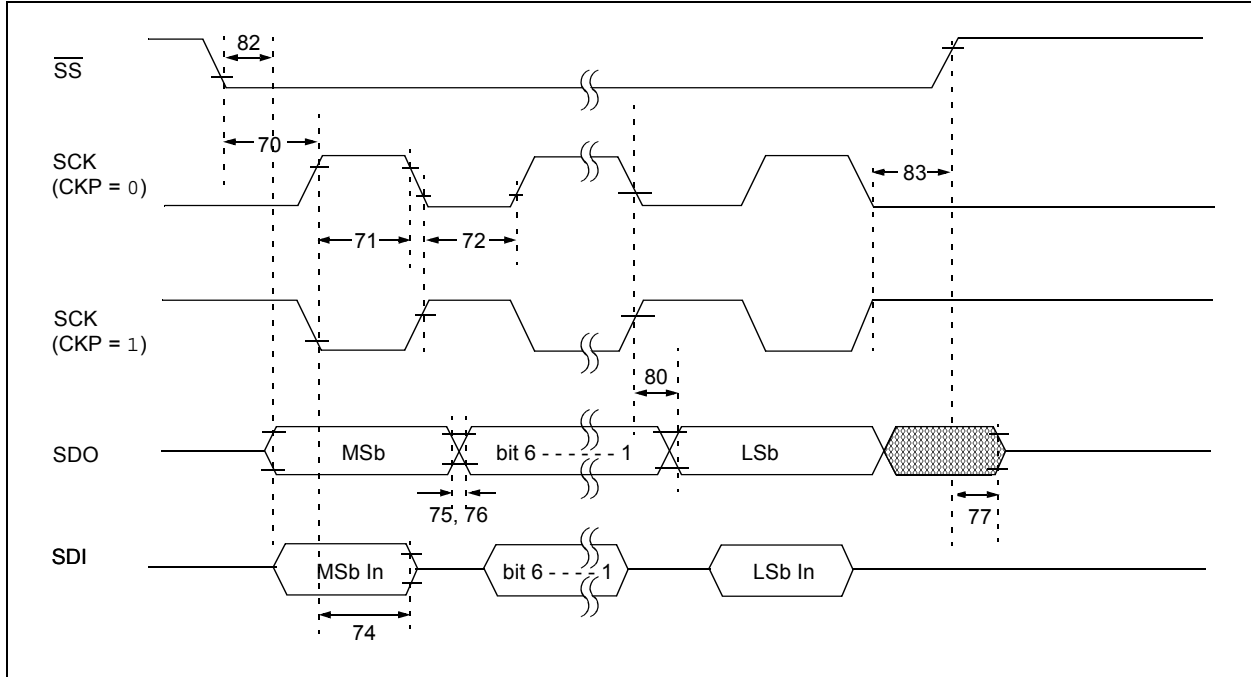 82
SS
70
SCK
(CKP = 0)
83
71
72
SCK
(CKP = 1)
80
SDO
MSb
bit 6 - - - - - - 1
LSb
75, 76
77
SDI
MSb In
bit 6 - - - - 1
LSb In
74